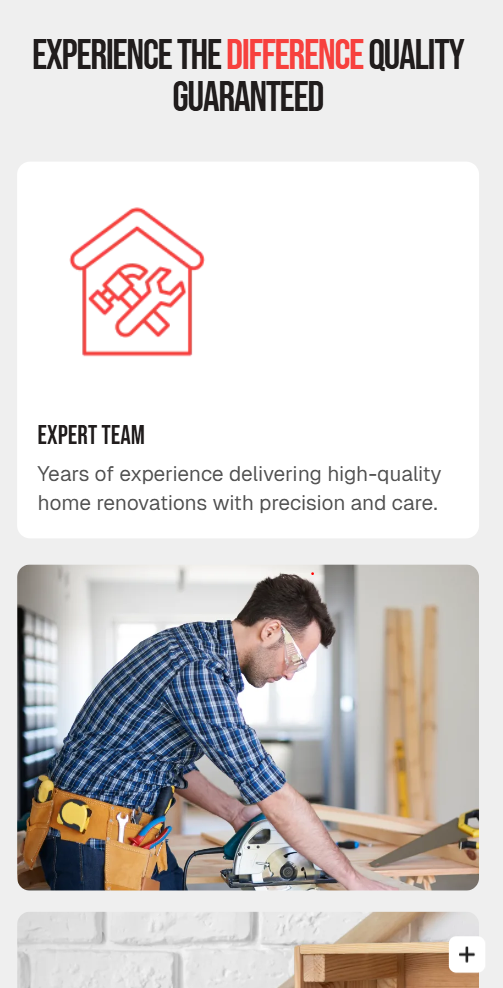 EXPERIENCE THE DIFFERENCE QUALITY
GUARANTEED
EXPERT TEAM
Years of experience delivering high-quality
home renovations with precision and care.